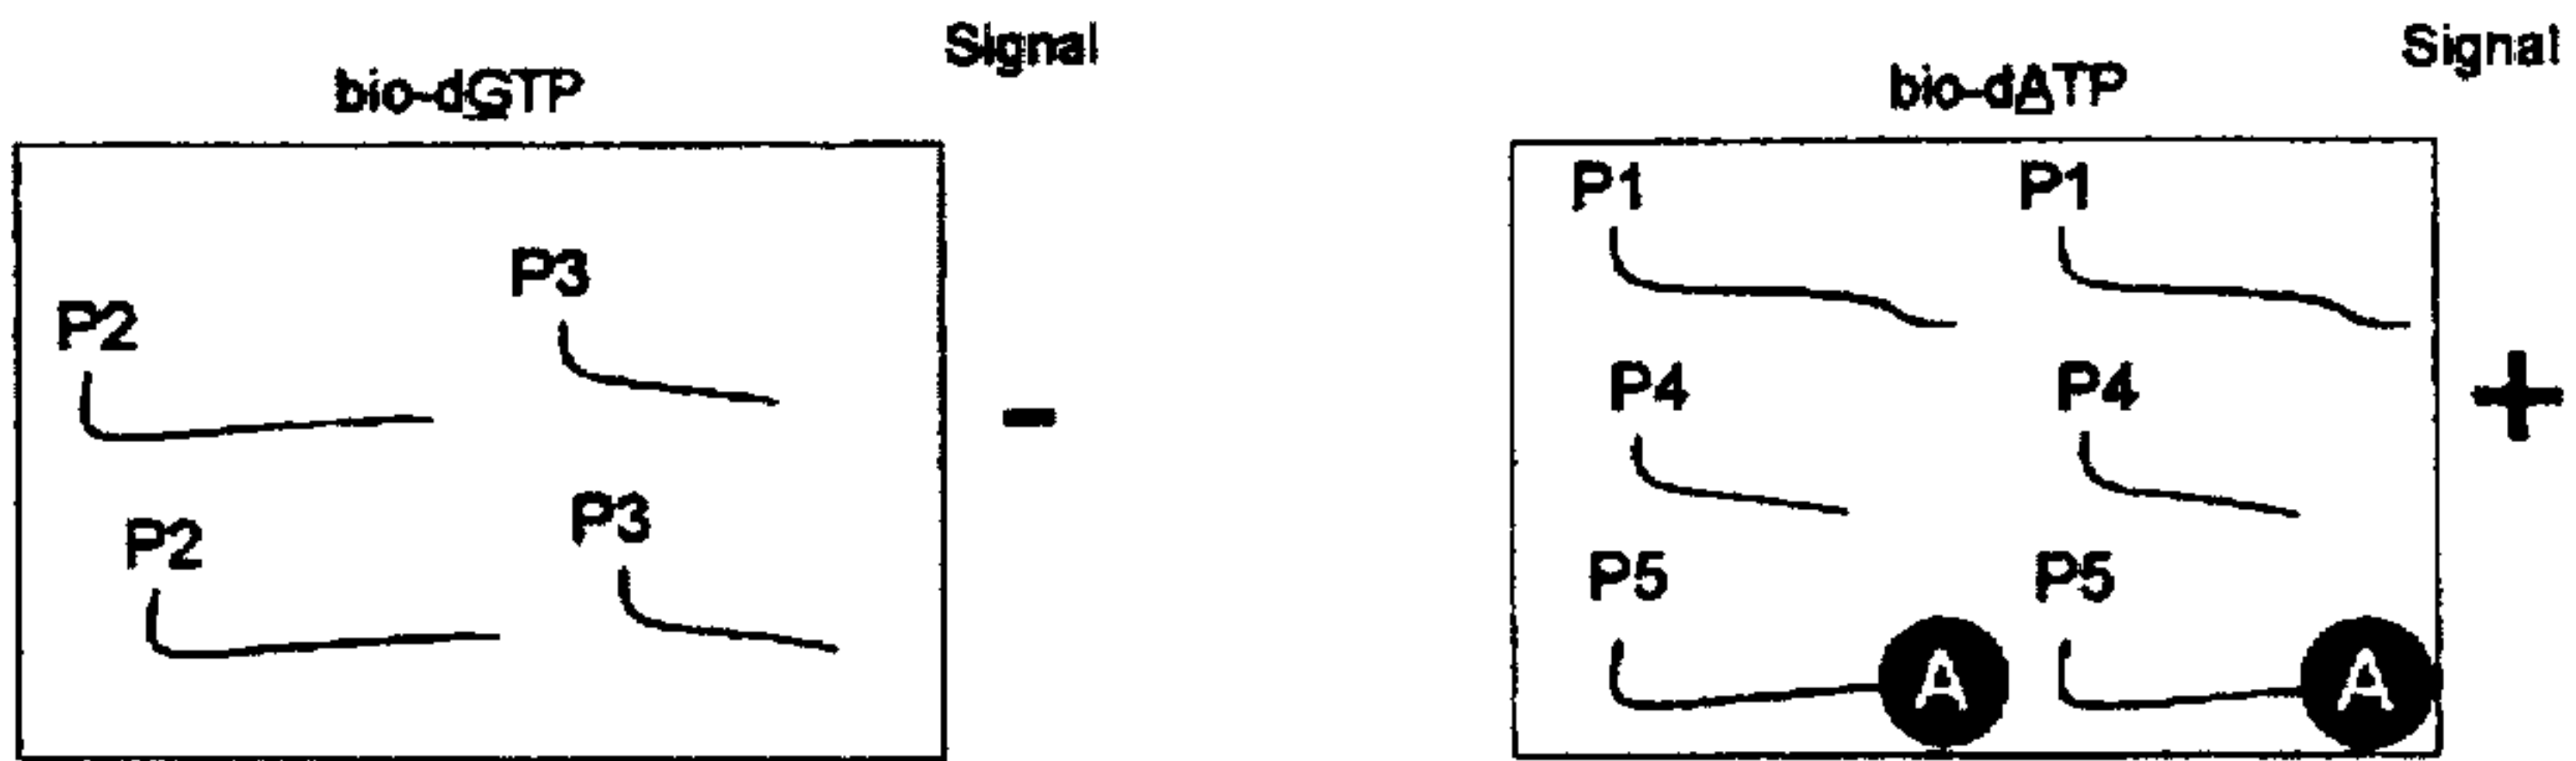 Signal
bio-dGTP
P3
P2
P3
P2
-
Signal
bio-dATP
P1 P1
P4 P4
P5 P5
A A
+